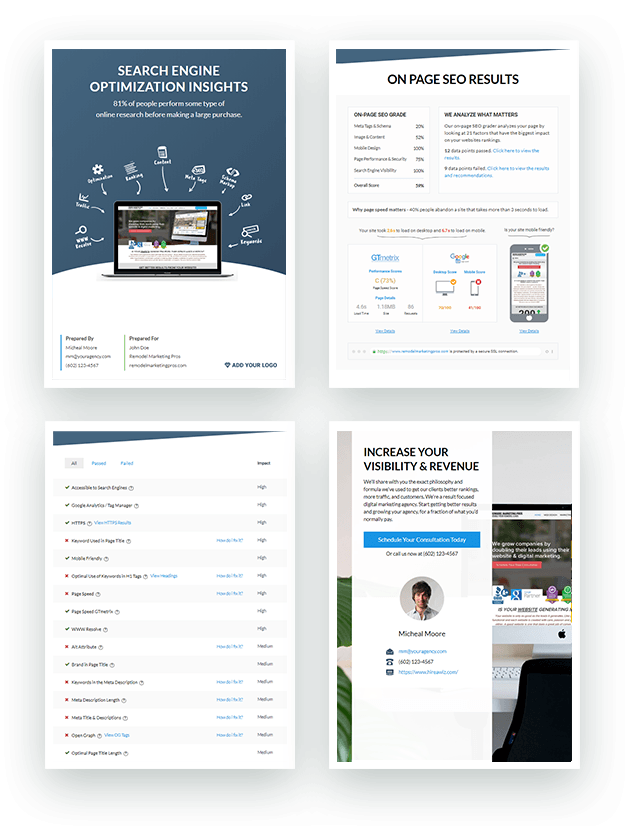 SEARCH ENGINE
OPTIMIZATION INSIGHTS
81% of people perform some type of
online research before making a large purchase.
Content
Ranking
Meta Tags
Optimization
Schema
Markup
Traffic
Link
WWW
Resolve
Keywords
Prepared By
Micheal Moore
mm@youragency.com
(602) 123-4567
Prepared For
John Doe
Remodel Marketing Pros
remodelmarketingpros.com
ADD YOUR LOGO
ON PAGE SEO RESULTS
ON-PAGE SEO GRADE
Meta Tags & Schema 20%
Image & Content 52%
Mobile Design 100%
Page Performance & Security 75%
Search Engine Visibility 100%
Overall Score 59%
WE ANALYZE WHAT MATTERS
Our on-page SEO grader analyzes your page by
looking at 21 factors that have the biggest impact
on your websites rankings.
12 data points passed. Click here to view the
results.
9 data points failed. Click here to view the results
and recommendations.
Why page speed matters - 40% people abandon a site that takes more than 3 seconds to load.
Your site took on desktop and to load on mobile.
Is your site mobile friendly?
GTmetrix
Performance Scores
C (73%)
Page Speed Score
Page Details
4.6s 1.18MB 86
Load Time Size Requests
Google
Desktop Score Mobile Score
View Details
View Details
View Details
https://www.remodelmarketingpros.com is protected by a secure SSL connection.
All Passed Failed Impact
Accessible to Search Engines High
Google Analytics / Tag Manager High
HTTPS View HTTPS Results High
Keyword Used in Page Title How do I fix it? High
Mobile Friendly High
Optimal Use of Keywords in H1 Tags View Headings How do I fix it? High
Page Speed How do I fix it? High
Page Speed GTmetrix High
WWW Resolve High
Alt Attribute How do I fix it? Medium
Brand in Page Title Medium
Keywords in the Meta Description How do I fix it? Medium
Meta Description Length How do I fix it? Medium
Meta Title & Descriptions How do I fix it? Medium
Open Graph View OG Tags How do I fix it? Medium
Optimal Page Title Length Medium
INCREASE YOUR
VISIBILITY & REVENUE
We'll share with you the exact philosophy and
formula we've used to get our clients better rankings,
more traffic, and customers. We're a result focused
digital marketing agency. Start getting better results
and growing your agency, for a fraction of what you'd
normally pay.
Schedule Your Consultation Today
Or call us now at (602) 123-4567
Micheal Moore
mm@youragency.com
(602) 123-4567
We grow companies by
doubling their leads using their
website & digital marketing.
Partner
IS YOUR WEBSITE GENERATING